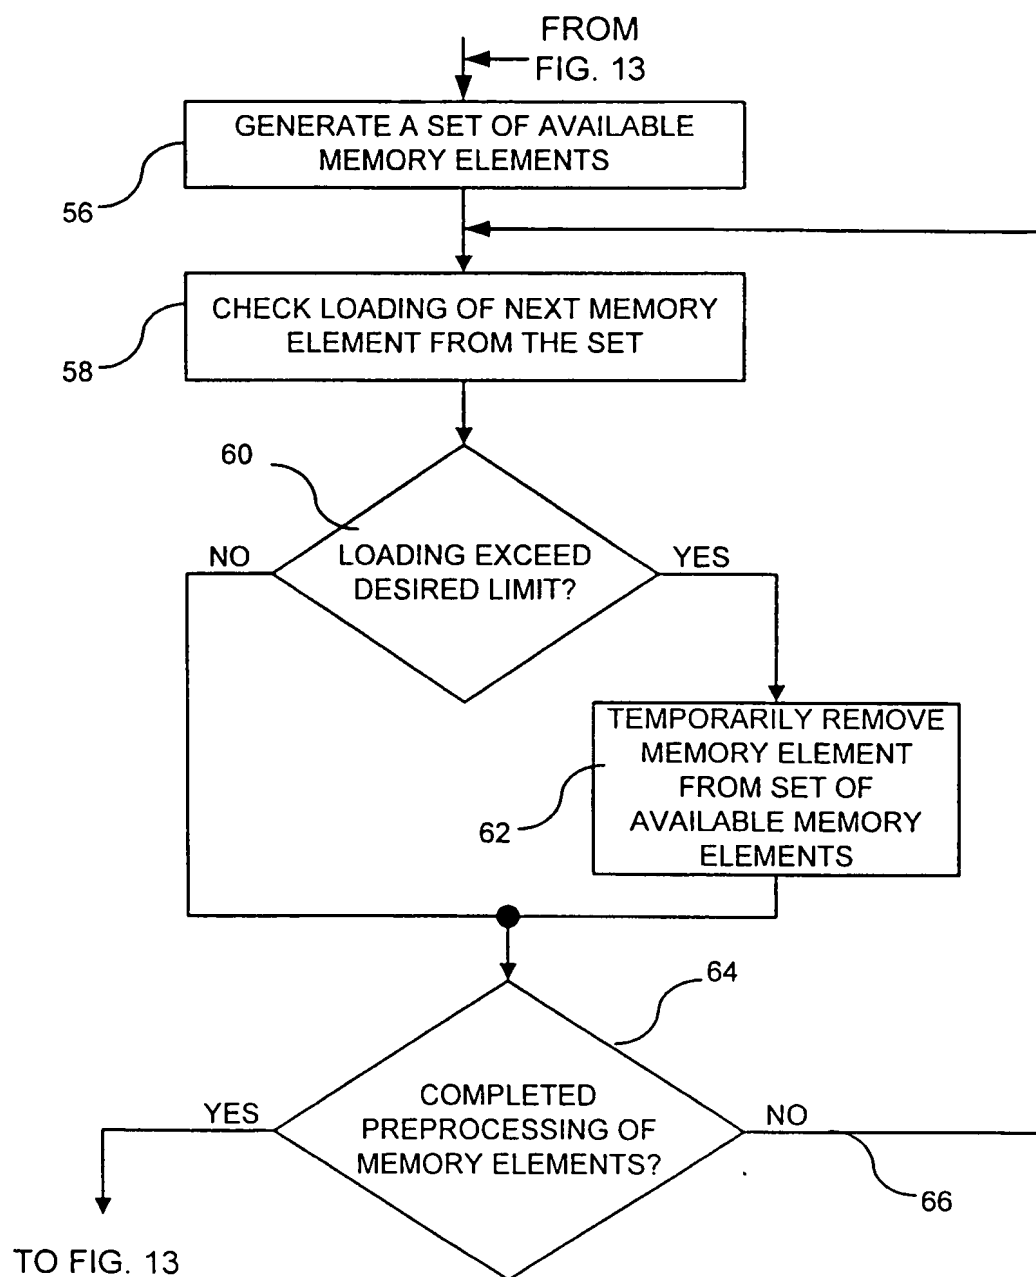 FROM
FIG. 13
GENERATE A SET OF AVAILABLE
MEMORY ELEMENTS
56
CHECK LOADING OF NEXT MEMORY
ELEMENT FROM THE SET
58
60
NO
LOADING EXCEED
DESIRED LIMIT?
YES
TEMPORARILY REMOVE
MEMORY ELEMENT
FROM SET OF
AVAILABLE MEMORY
ELEMENTS
62
64
YES
COMPLETED
PREPROCESSING OF
MEMORY ELEMENTS?
NO
66
TO FIG. 13